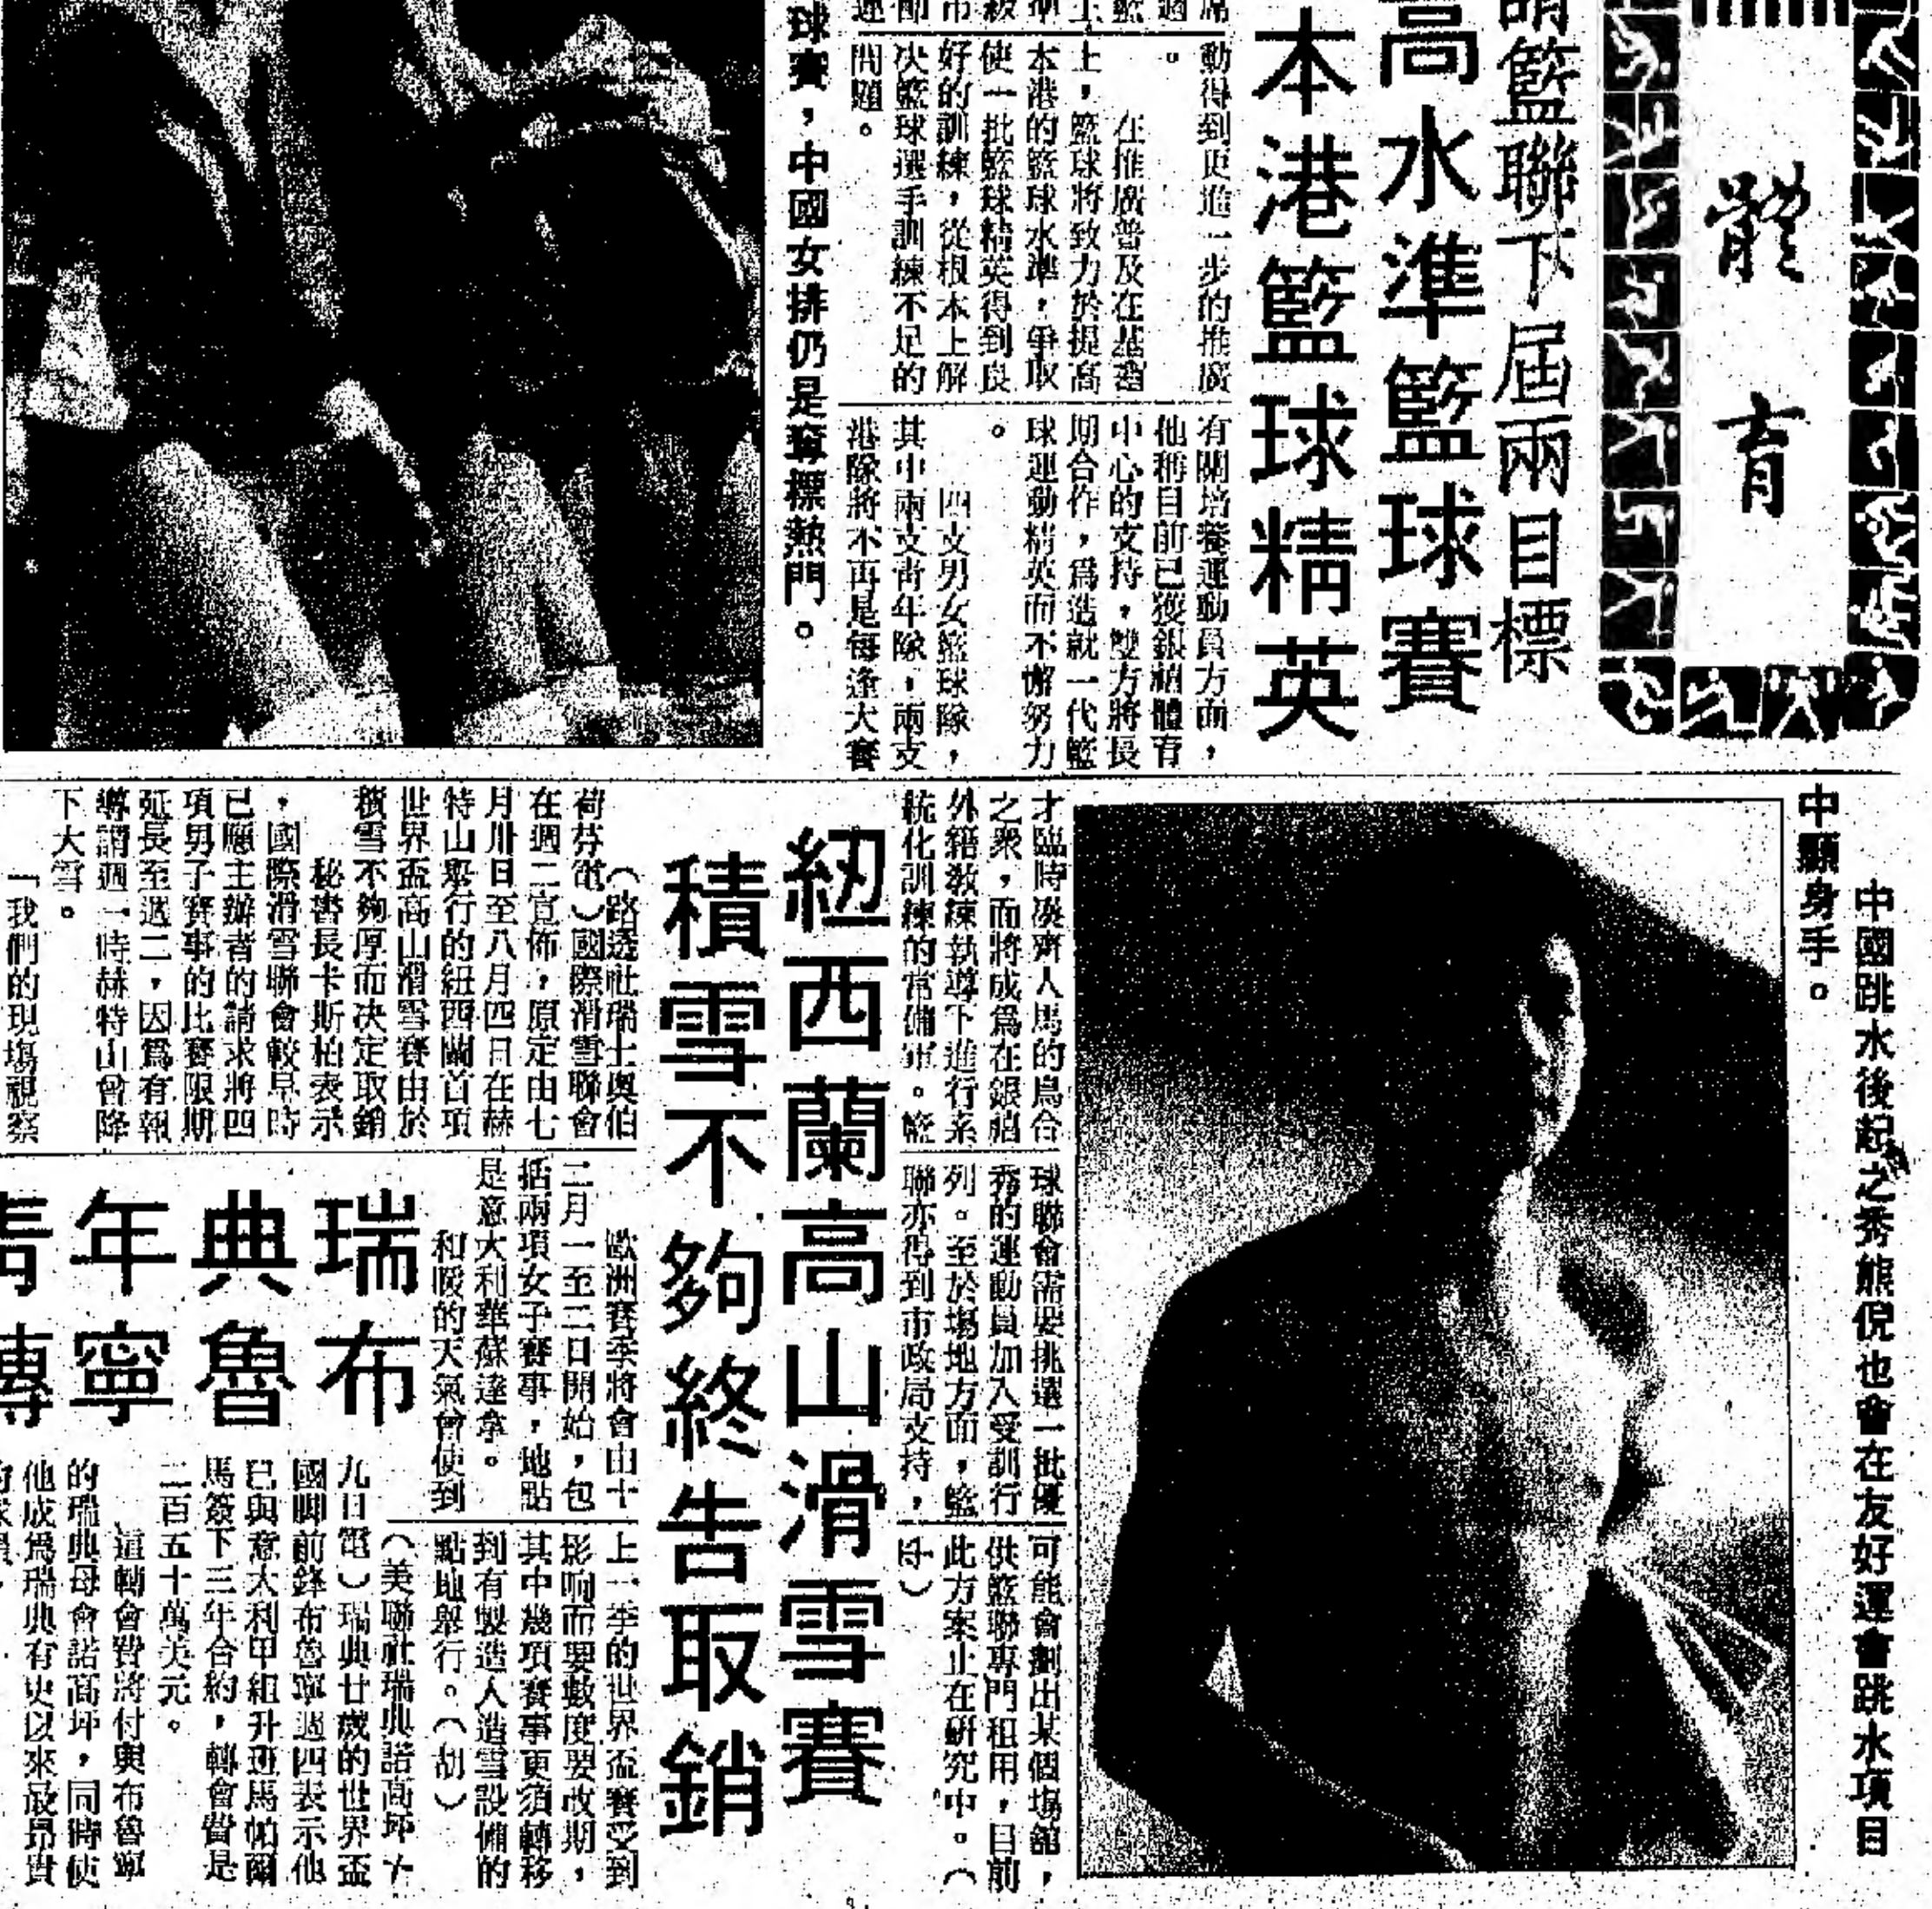 體育
籃聯下屆兩目標
高水準籃球賽
本港籃球精英
動得到更進一步的推廣
。
在推廣普及在基礎
上,籃球將致力於提高
本港的籃球水準,爭取
使一批籃球精英得到良
好的訓練,從根本上解
决籃球選手訓練不足的
問題。
有關培養運動員方面,
他稱目前已獲銀禧體育
中心的支持,雙方將長
期合作,爲造就一代籃
球運動精英而不懈努力
。
四支男女籃球隊,
其中兩支青年隊,兩支
港隊將不再是每逢大賽
才臨時湊齊人馬的烏合
之衆,而將成爲在銀禧
外籍教練執導下進行系
統化訓練的常備軍。籃
球聯會需要挑選一批優
秀的運動員加入受訓行
列。至於場地方面,籃
聯亦得到市政局支持,
可能會劃出某個場舘,
供籃聯專門租用,目前
此方案正在研究中。(
球賽,中國女排仍是奪標熱門。
中國跳水後起之秀熊倪也會在友好運會跳水項目
中顯身手。
紐西蘭高山滑雪賽
積雪不夠終告取銷
(路透社瑞士奧伯
荷芬電)國際滑雪聯會
在週二宣佈,原定由七
月卅日至八月四日在赫
特山舉行的紐西蘭首項
世界盃高山滑雪賽由於
積雪不夠厚而決定取銷
秘書長卡斯柏表示
,國際滑雪聯會較早時
已應主辦者的請求將四
項男子賽事的比賽限期
延長至週二,因爲有報
導謂週一時赫特山曾降
下大雪。
「我們的現場視察
歐洲賽季將會由十
二月一至二日開始,包
括兩項女子賽事,地點
是意大利華蘇達拿。
和暖的天氣曾使到
上一季的世界盃賽受到
影响而要數度要改期,
其中幾項賽事更須轉移
到有製造人造雪設備的
點地舉行。(胡)
瑞典年青
布魯寧轉
(美聯社瑞典諾高坪十
九日電)瑞典廿歲的世界盃
國脚前鋒布魯寧週四表示他
已與意大利甲組升班馬帕爾
馬簽下三年合約,轉會費是
二百五十萬美元。
這轉會費將付與布魯寧
的瑞典母會諾高坪,同時使
他成爲瑞典有史以來最昂貴